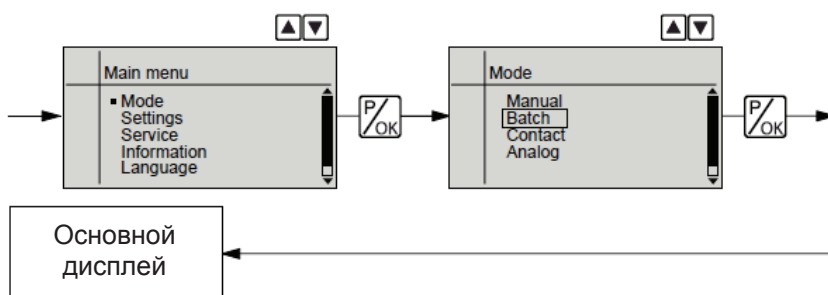 Main menu
Mode
Settings
Service
Information
Language
P/OK
Mode
Manual
Batch
Contact
Analog
P/OK
Основной
дисплей